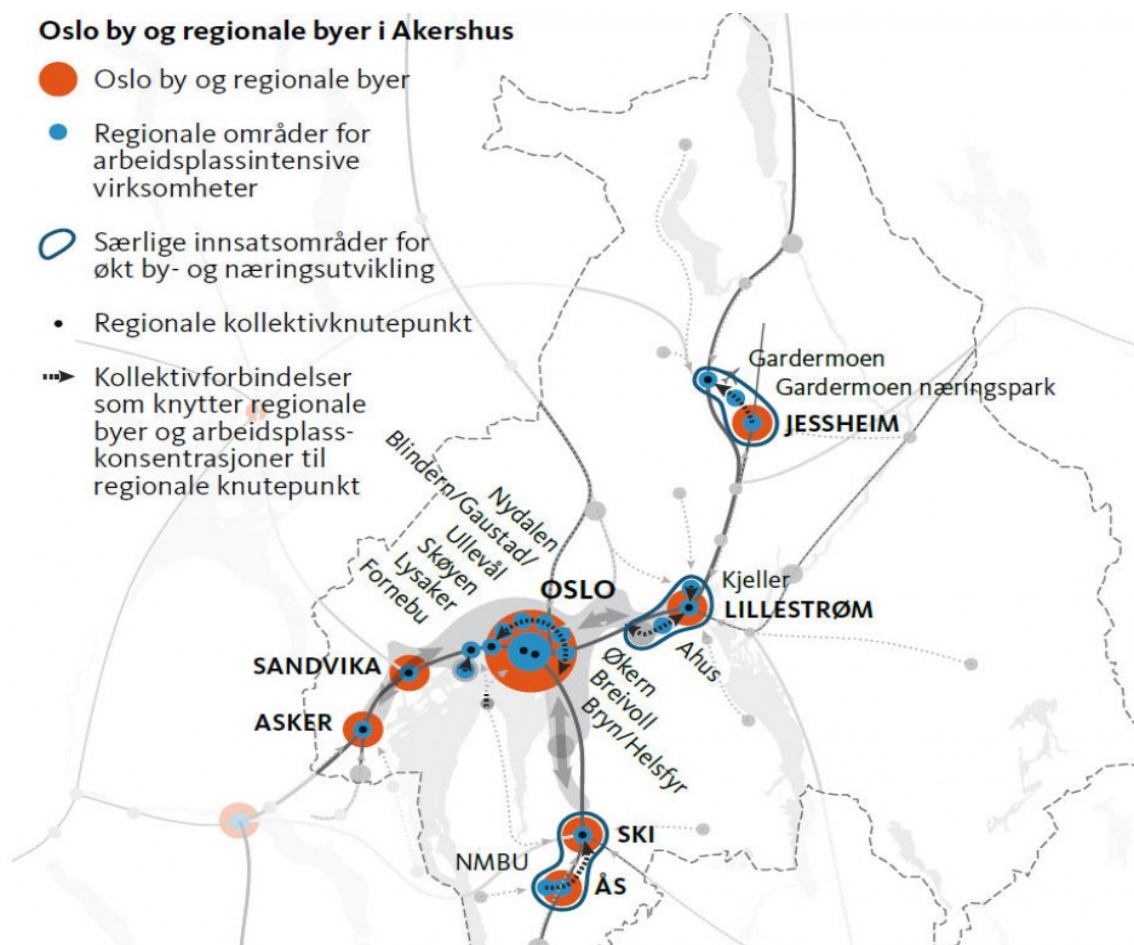 Oslo by og regionale byer i Akershus
Oslo by og regionale byer
Regionale områder for
arbeidsplassintensive
virksomheter
Særlige innsatsområder for
økt by- og næringsutvikling
Regionale kollektivknutepunkt
Kollektivforbindelser
som knytter regionale
byer og arbeidsplass-
konsentrasjoner til
regionale knutepunkt
Gardermoen
Gardermoen næringspark
JESSHEIM
Nydalen
Blindern/Gaustad/
Ullevål
Skøyen
Lysaker
Fornebu
OSLO
Kjeller
LILLESTRØM
Ahus
Økern
Breivoll
Bryn/Helsfyr
SANDVIKA
ASKER
SKI
NMBU
ÅS